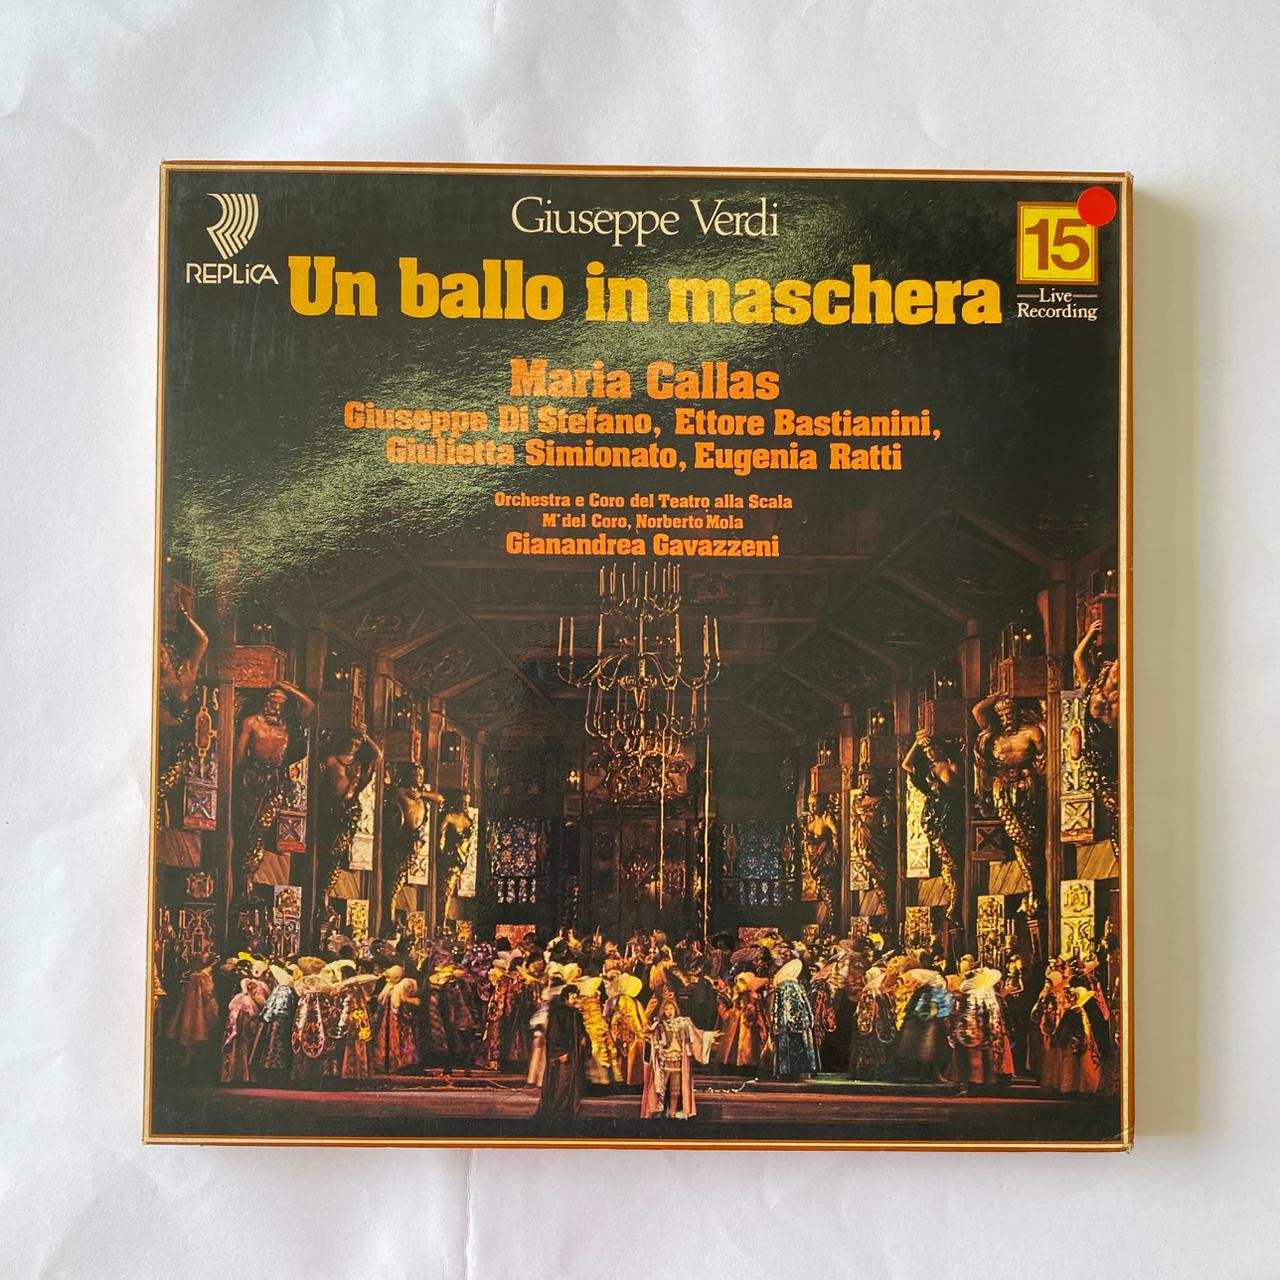 Giuseppe Verdi
REPLICA
Un ballo in maschera
15
Live
Recording
Maria Callas
Giuseppe Di Stefano, Ettore Bastianini,
Giulietta Simionato, Eugenia Ratti
Orchestra e Coro del Teatro alla Scala
M° del Coro, Norberto Mola
Gianandrea Gavazzeni